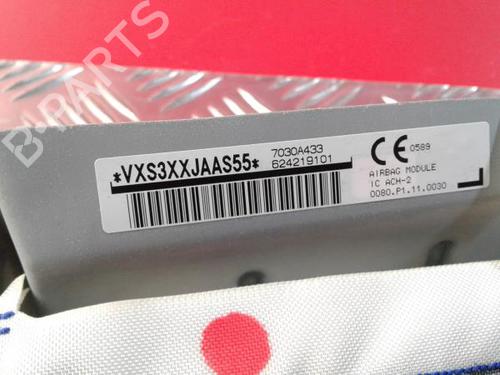 B-PARTS
*VXS3XXJAAS55*
7030A433
624219101
CE 0589
AIRBAG MODULE
IC ACH-2
0080.P1.11.0030